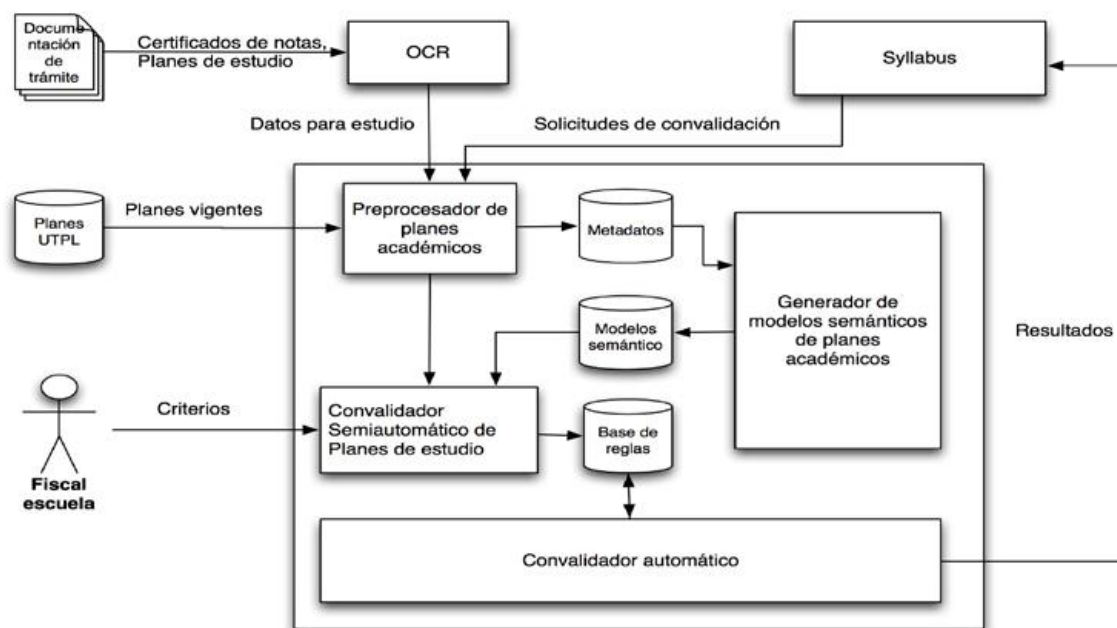 Docume
ntación
de
trámite
Certificados de notas,
Planes de estudio
OCR
Syllabus
Datos para estudio
Solicitudes de convalidación
Planes
UTPL
Planes vigentes
Preprocesador de
planes
académicos
Metadatos
Generador de
modelos semánticos
de planes
académicos
Modelos
semántico
Resultados
Fiscal
escuela
Criterios
Convalidador
Semiautomático de
Planes de estudio
Base de
reglas
Convalidador automático